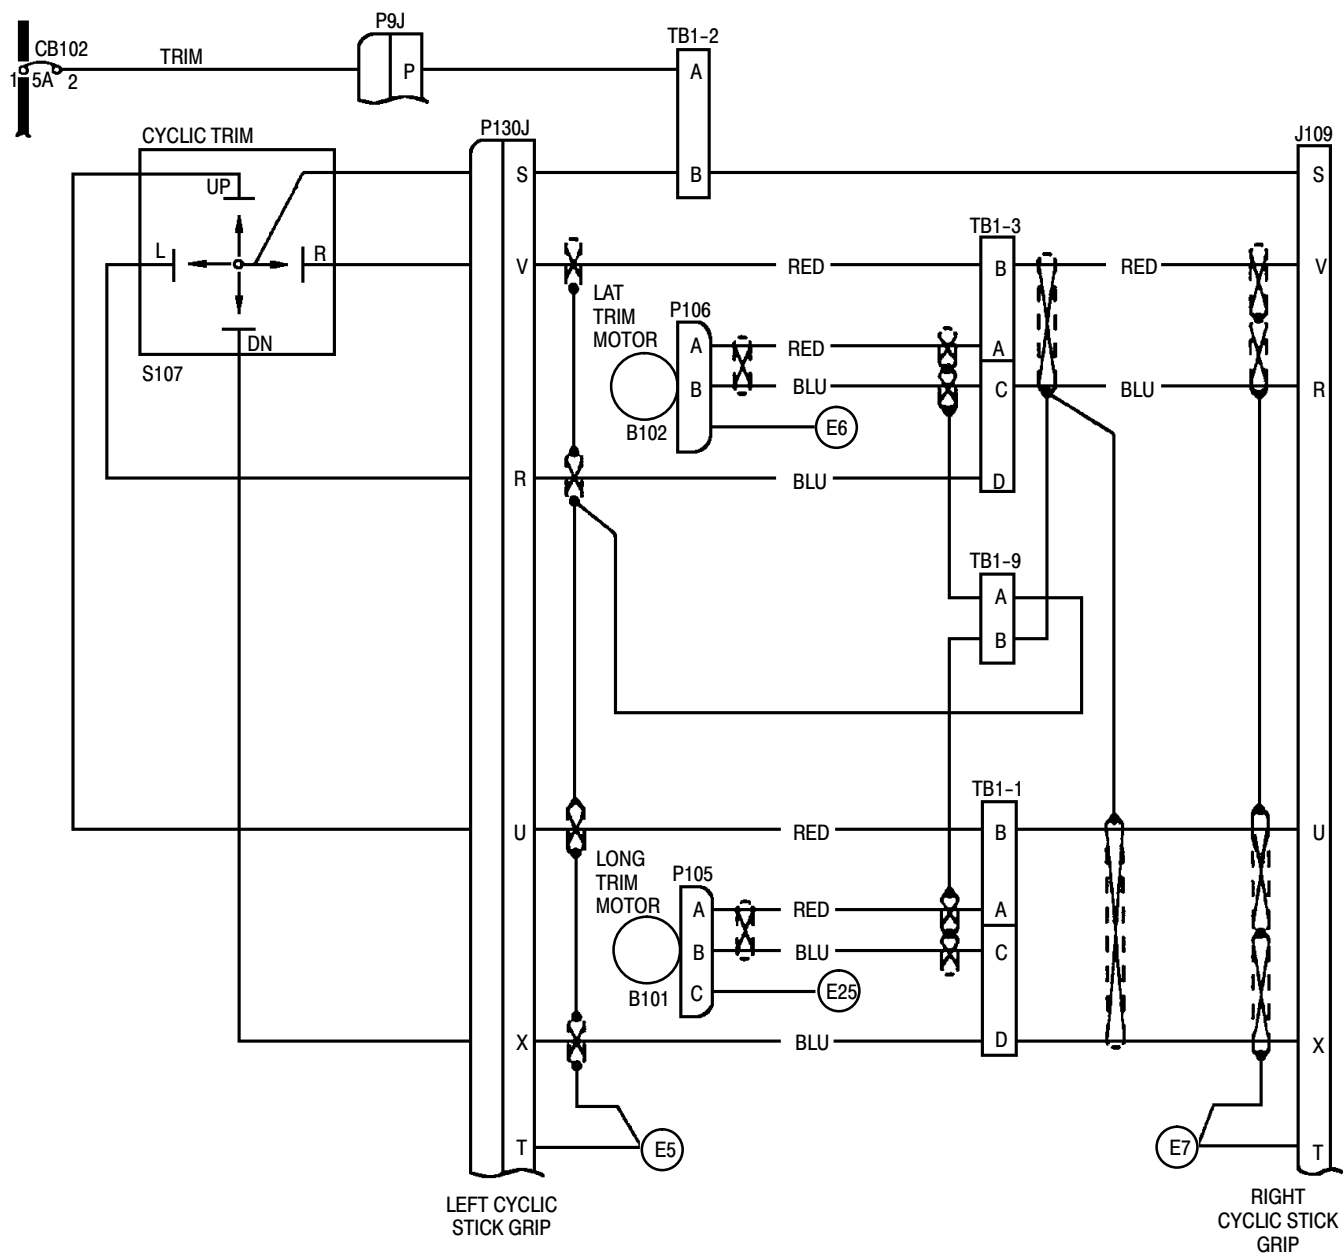 P9J
TB1-2
CB102
TRIM
1 5A 2
P
A
P130J
J109
CYCLIC TRIM
S
B
S
UP
TB1-3
L
R
V
RED
B
RED
V
LAT
TRIM
MOTOR
P106
DN
A
RED
A
S107
B
BLU
C
BLU
R
B102
E6
R
BLU
D
TB1-9
A
B
TB1-1
U
RED
B
U
LONG
TRIM
MOTOR
P105
A
RED
A
B
BLU
C
B101
C
E25
X
BLU
D
X
T
E5
E7
T
LEFT CYCLIC
STICK GRIP
RIGHT
CYCLIC STICK
GRIP